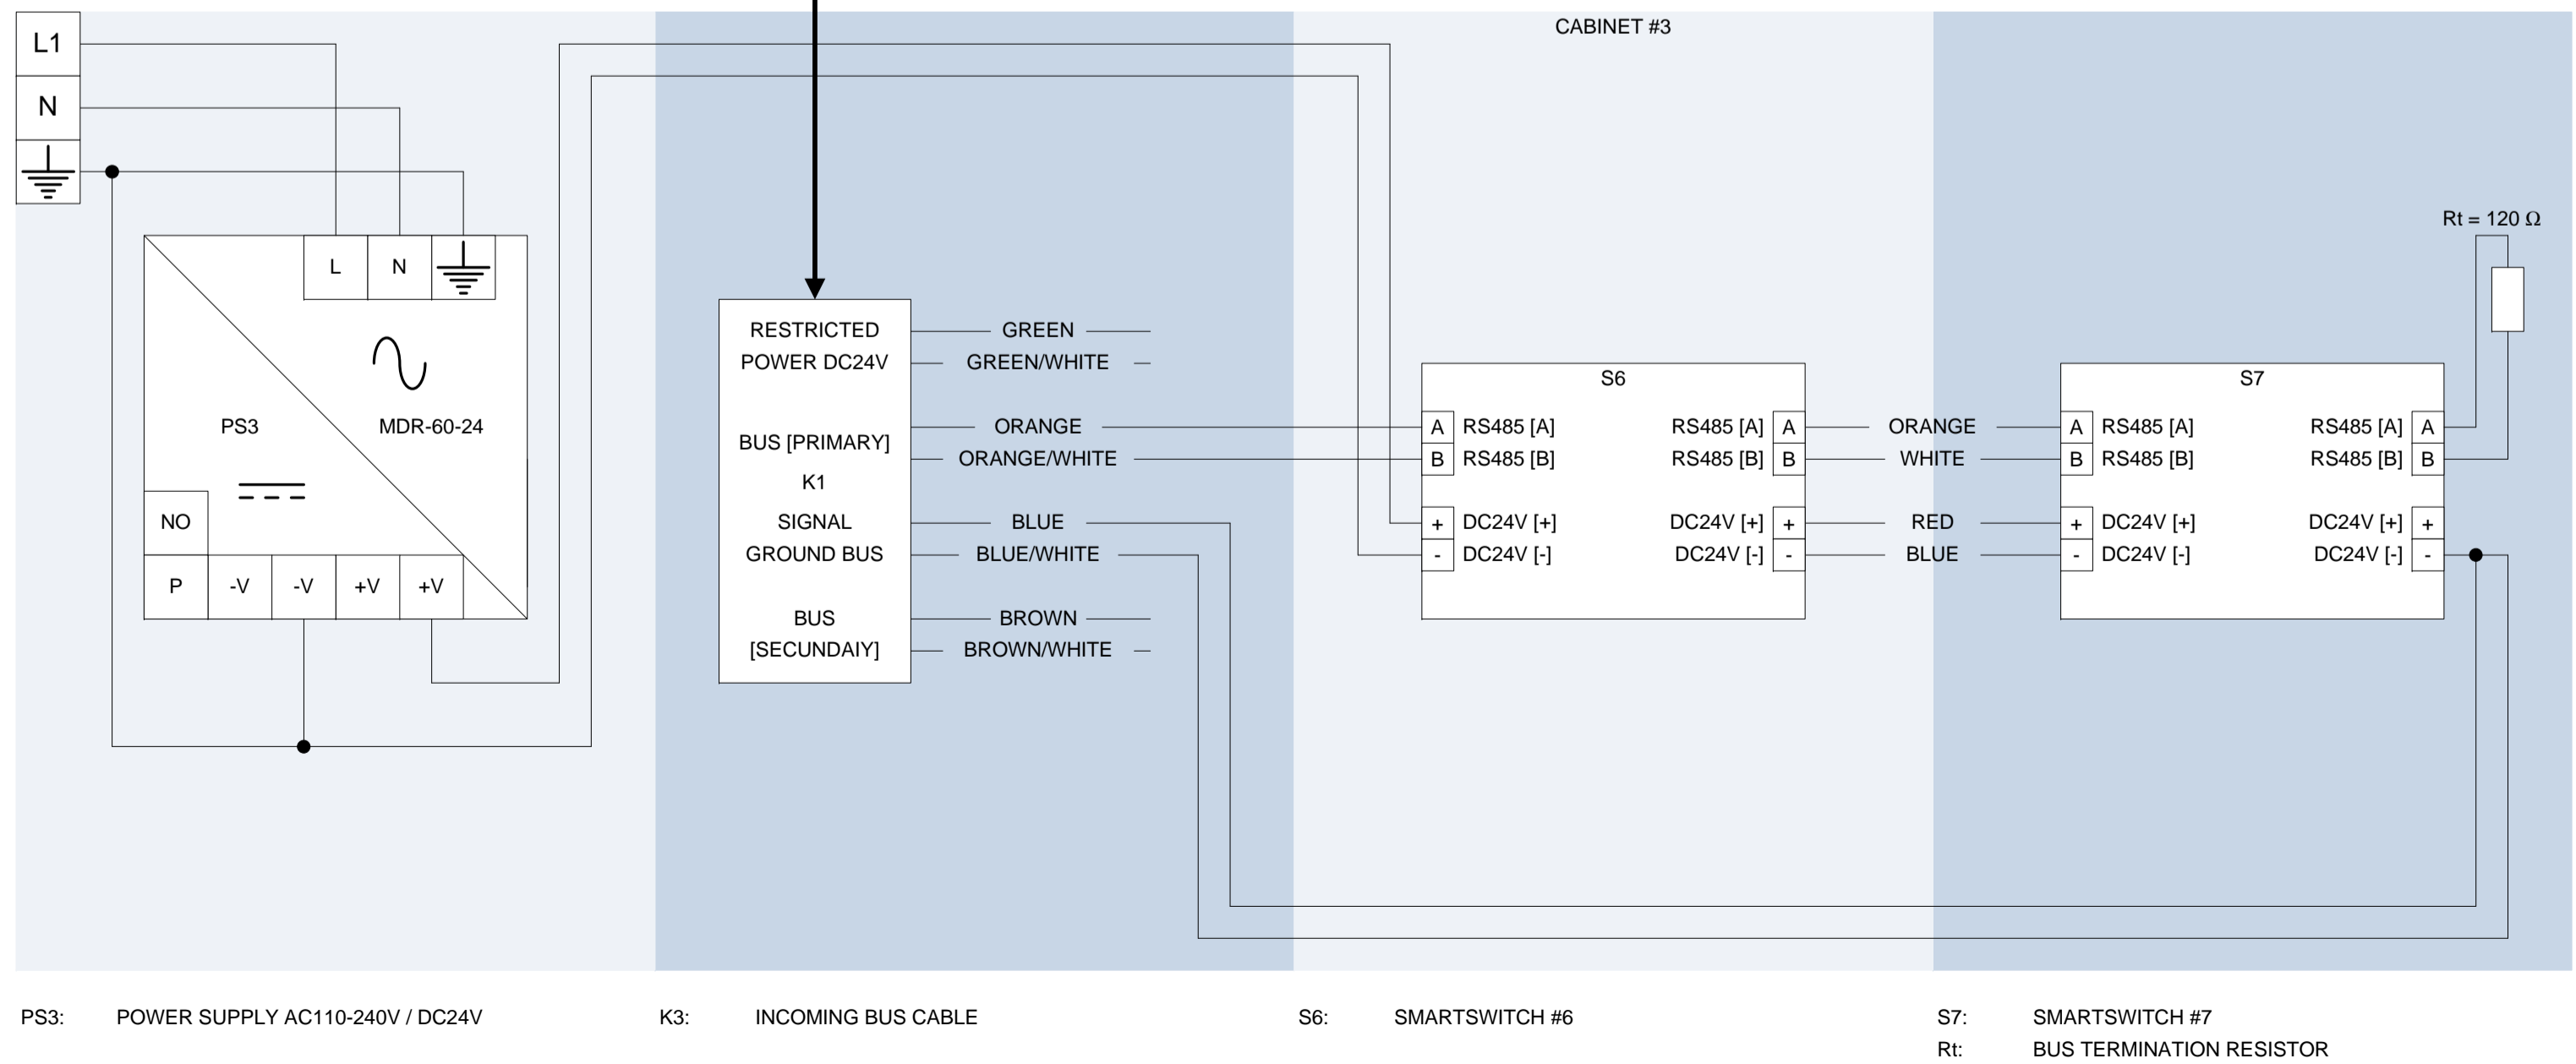 CABINET #3
L1
N
L
N
PS3
MDR-60-24
NO
P
-V
-V
+V
+V
RESTRICTED
POWER DC24V
BUS [PRIMARY]
K1
SIGNAL
GROUND BUS
BUS
[SECUNDAIY]
GREEN
GREEN/WHITE
ORANGE
ORANGE/WHITE
BLUE
BLUE/WHITE
BROWN
BROWN/WHITE
S6
A RS485 [A] RS485 [A] A
B RS485 [B] RS485 [B] B
+ DC24V [+] DC24V [+] +
- DC24V [-] DC24V [-] -
ORANGE
WHITE
RED
BLUE
Rt = 120 Ω
S7
A RS485 [A] RS485 [A] A
B RS485 [B] RS485 [B] B
+ DC24V [+] DC24V [+] +
- DC24V [-] DC24V [-] -
PS3: POWER SUPPLY AC110-240V / DC24V
K3: INCOMING BUS CABLE
S6: SMARTSWITCH #6
S7: SMARTSWITCH #7
Rt: BUS TERMINATION RESISTOR